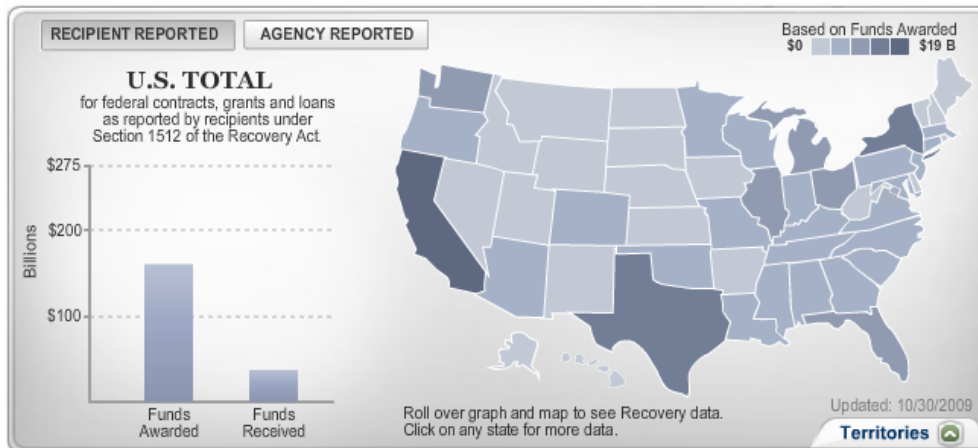 RECIPIENT REPORTED
AGENCY REPORTED
Based on Funds Awarded
$0
$19 B
U.S. TOTAL
for federal contracts, grants and loans
as reported by recipients under
Section 1512 of the Recovery Act.
$275
$200
$100
Billions
Funds
Awarded
Funds
Received
Roll over graph and map to see Recovery data.
Click on any state for more data.
Updated: 10/30/2009
Territories